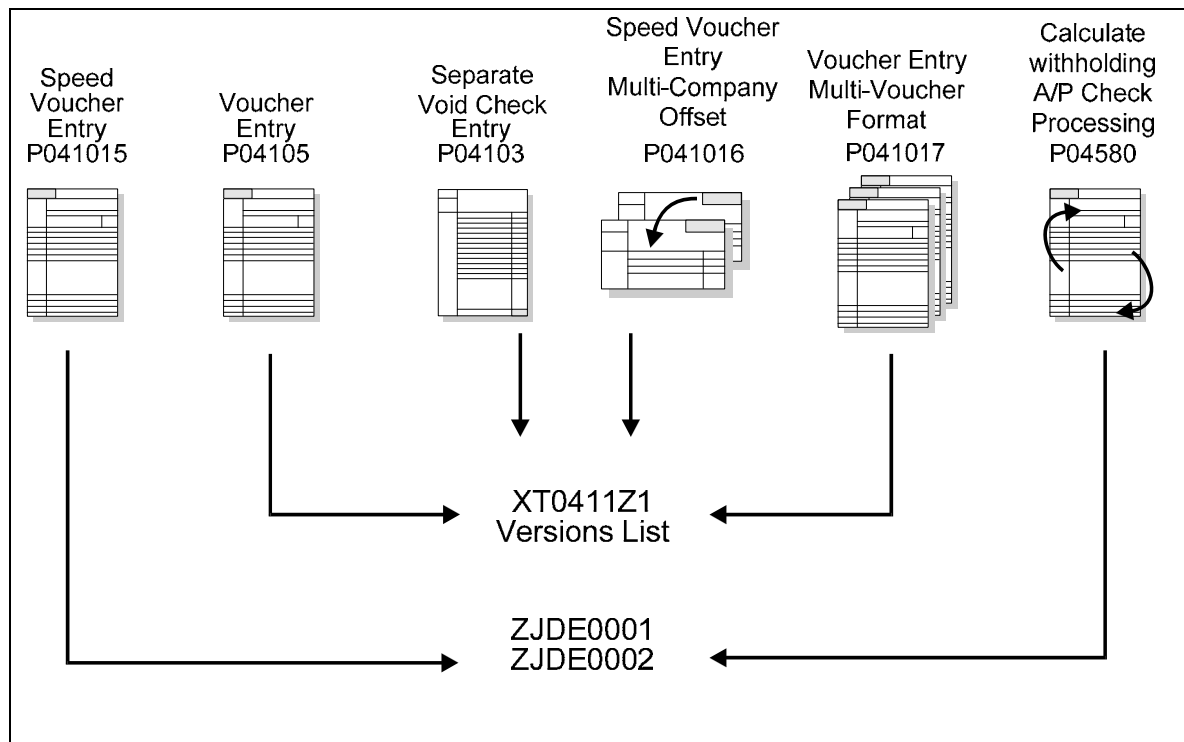 Speed
Voucher
Entry
P041015
Voucher
Entry
P04105
Separate
Void Check
Entry
P04103
Speed Voucher
Entry
Multi-Company
Offset
P041016
Voucher Entry
Multi-Voucher
Format
P041017
Calculate
withholding
A/P Check
Processing
P04580
XT0411Z1
Versions List
ZJDE0001
ZJDE0002